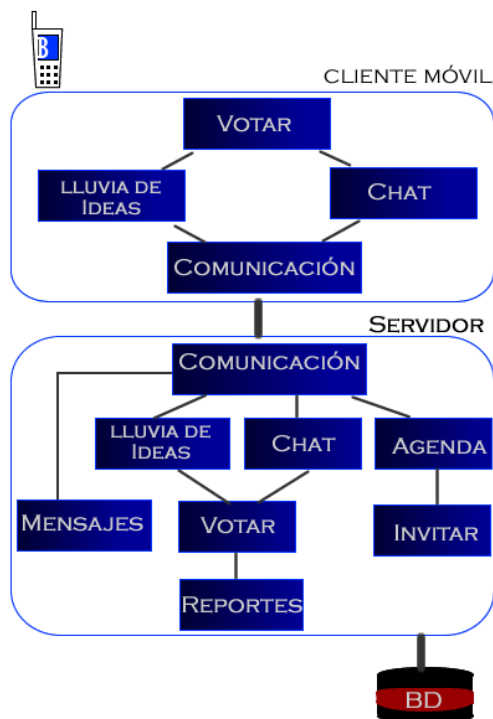 B
CLIENTE MÓVIL
VOTAR
LLUVIA DE
IDEAS
CHAT
COMUNICACIÓN
SERVIDOR
COMUNICACIÓN
LLUVIA DE
IDEAS
CHAT
AGENDA
MENSAJES
VOTAR
INVITAR
REPORTES
BD